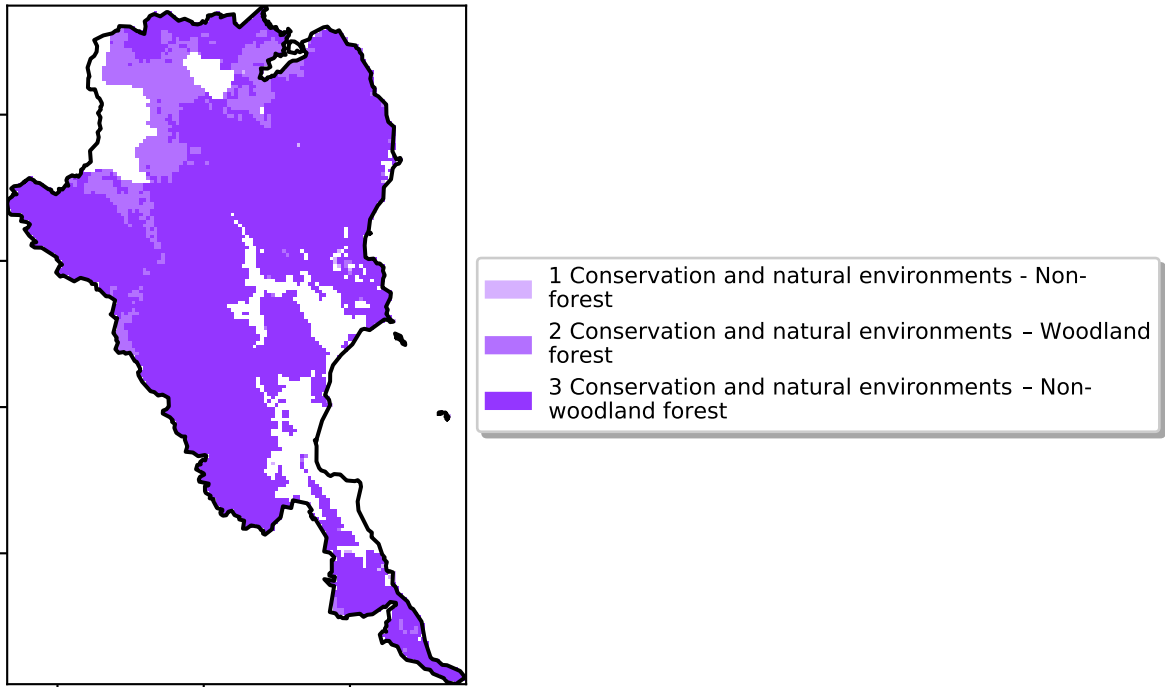 1 Conservation and natural environments - Non-
forest
2 Conservation and natural environments – Woodland
forest
3 Conservation and natural environments – Non-
woodland forest